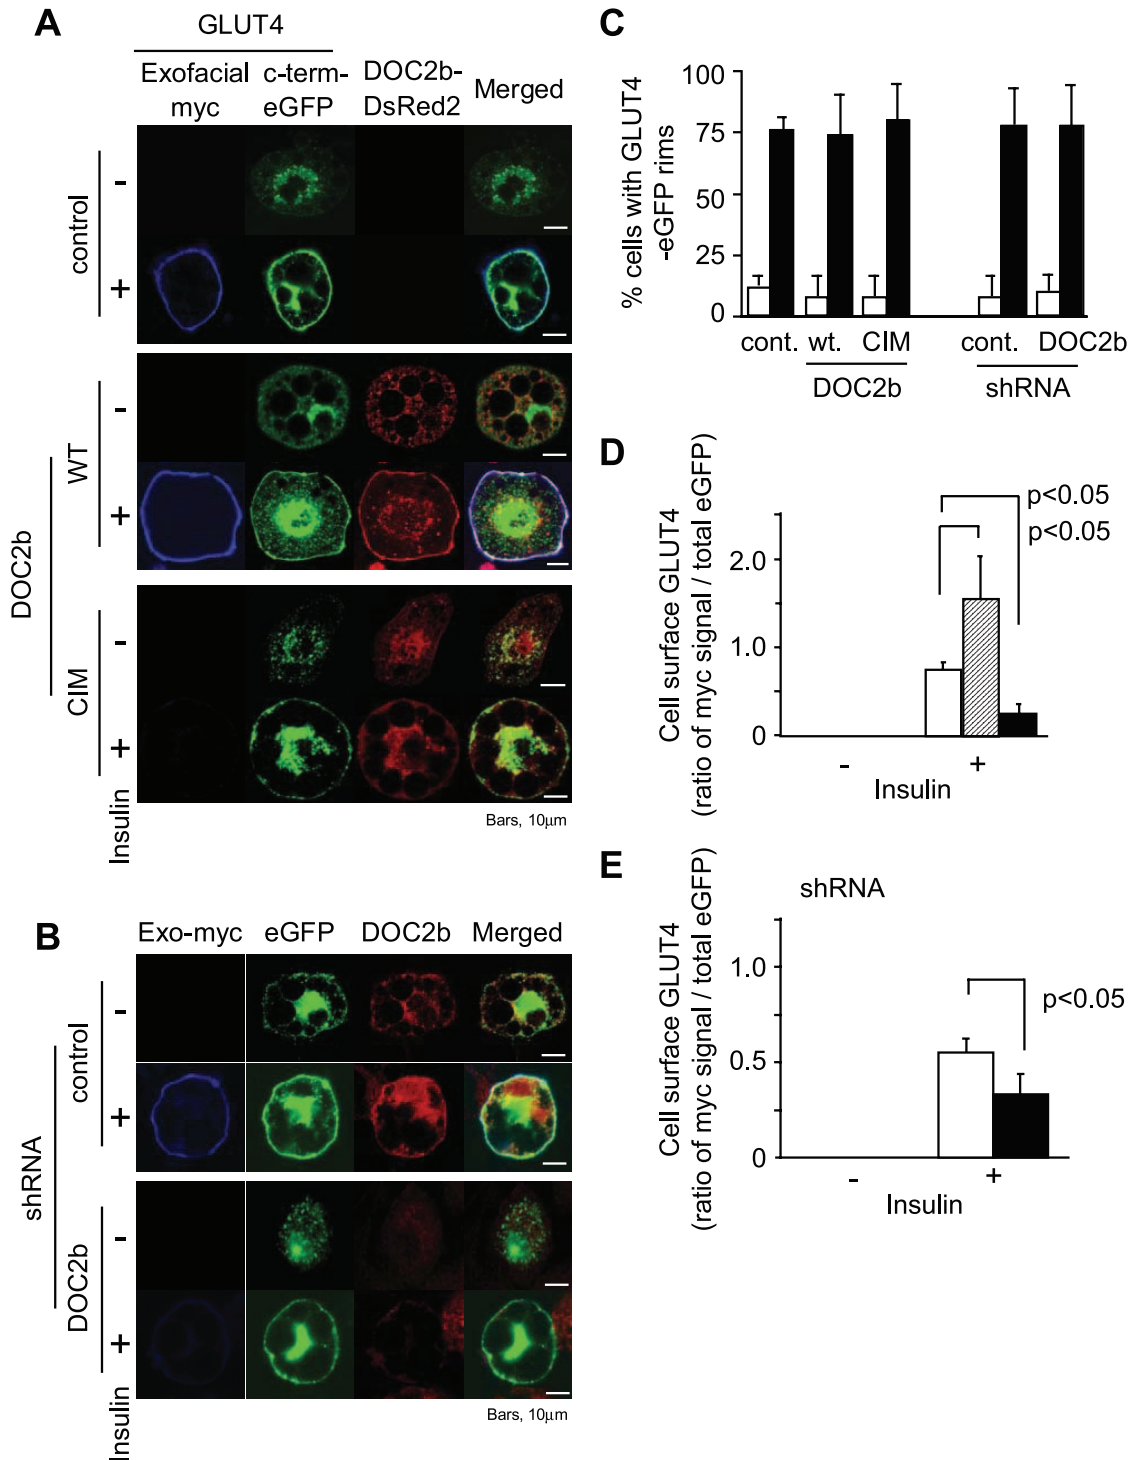 A
GLUT4
Exofacial myc
c-term-eGFP
DOC2b-DsRed2
Merged
control
-
+
DOC2b
WT
-
+
CIM
-
+
Insulin
Bars, 10µm
B
Exo-myc eGFP DOC2b Merged
shRNA
control
-
+
DOC2b
-
+
Insulin
Bars, 10µm
C
% cells with GLUT4
-eGFP rims
100
75
50
25
0
cont. wt. CIM cont. DOC2b
DOC2b shRNA
D
Cell surface GLUT4
(ratio of myc signal / total eGFP)
2.0
1.0
0
p<0.05
p<0.05
- +
Insulin
E
shRNA
Cell surface GLUT4
(ratio of myc signal / total eGFP)
1.0
0.5
0
p<0.05
- +
Insulin